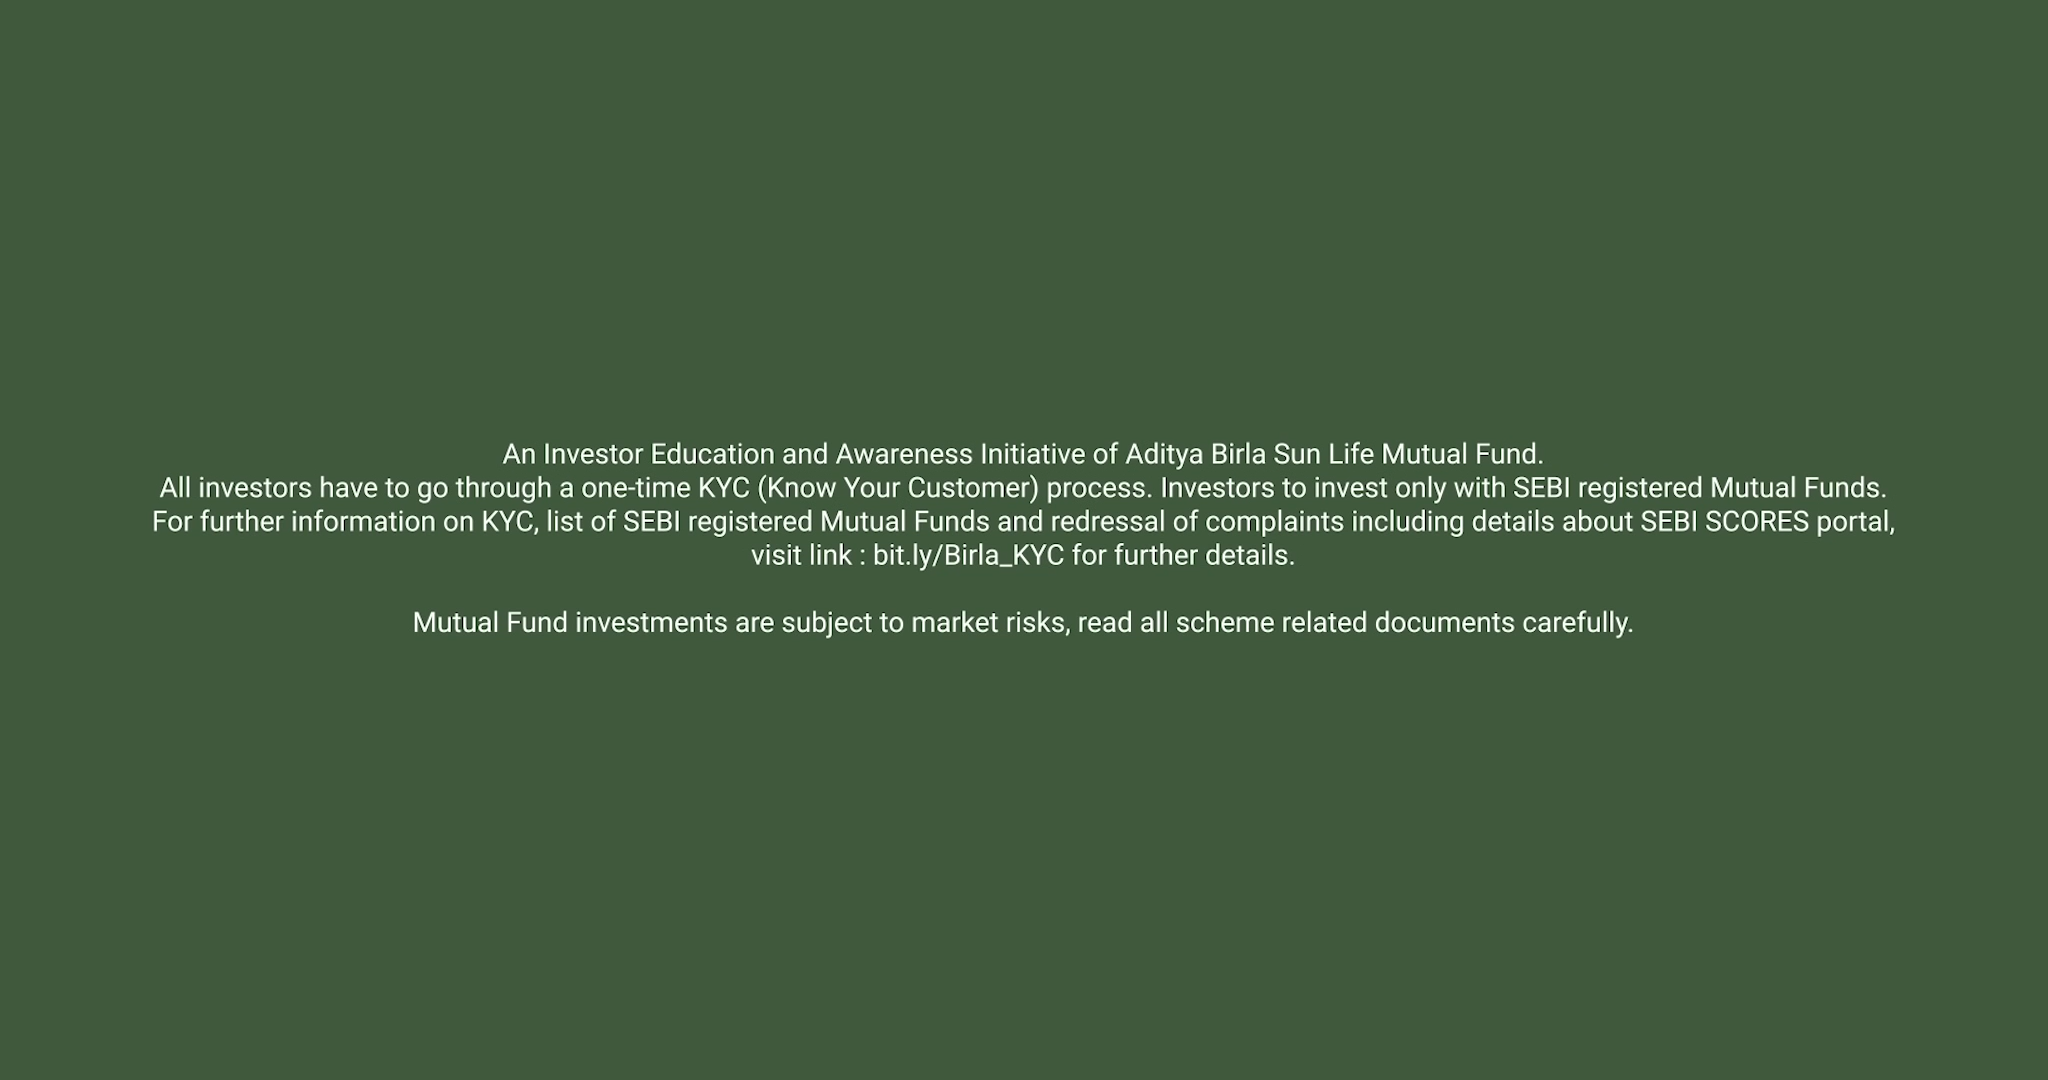 An Investor Education and Awareness Initiative of Aditya Birla Sun Life Mutual Fund.
All investors have to go through a one-time KYC (Know Your Customer) process. Investors to invest only with SEBI registered Mutual Funds.
For further information on KYC, list of SEBI registered Mutual Funds and redressal of complaints including details about SEBI SCORES portal,
visit link : bit.ly/Birla_KYC for further details.
Mutual Fund investments are subject to market risks, read all scheme related documents carefully.